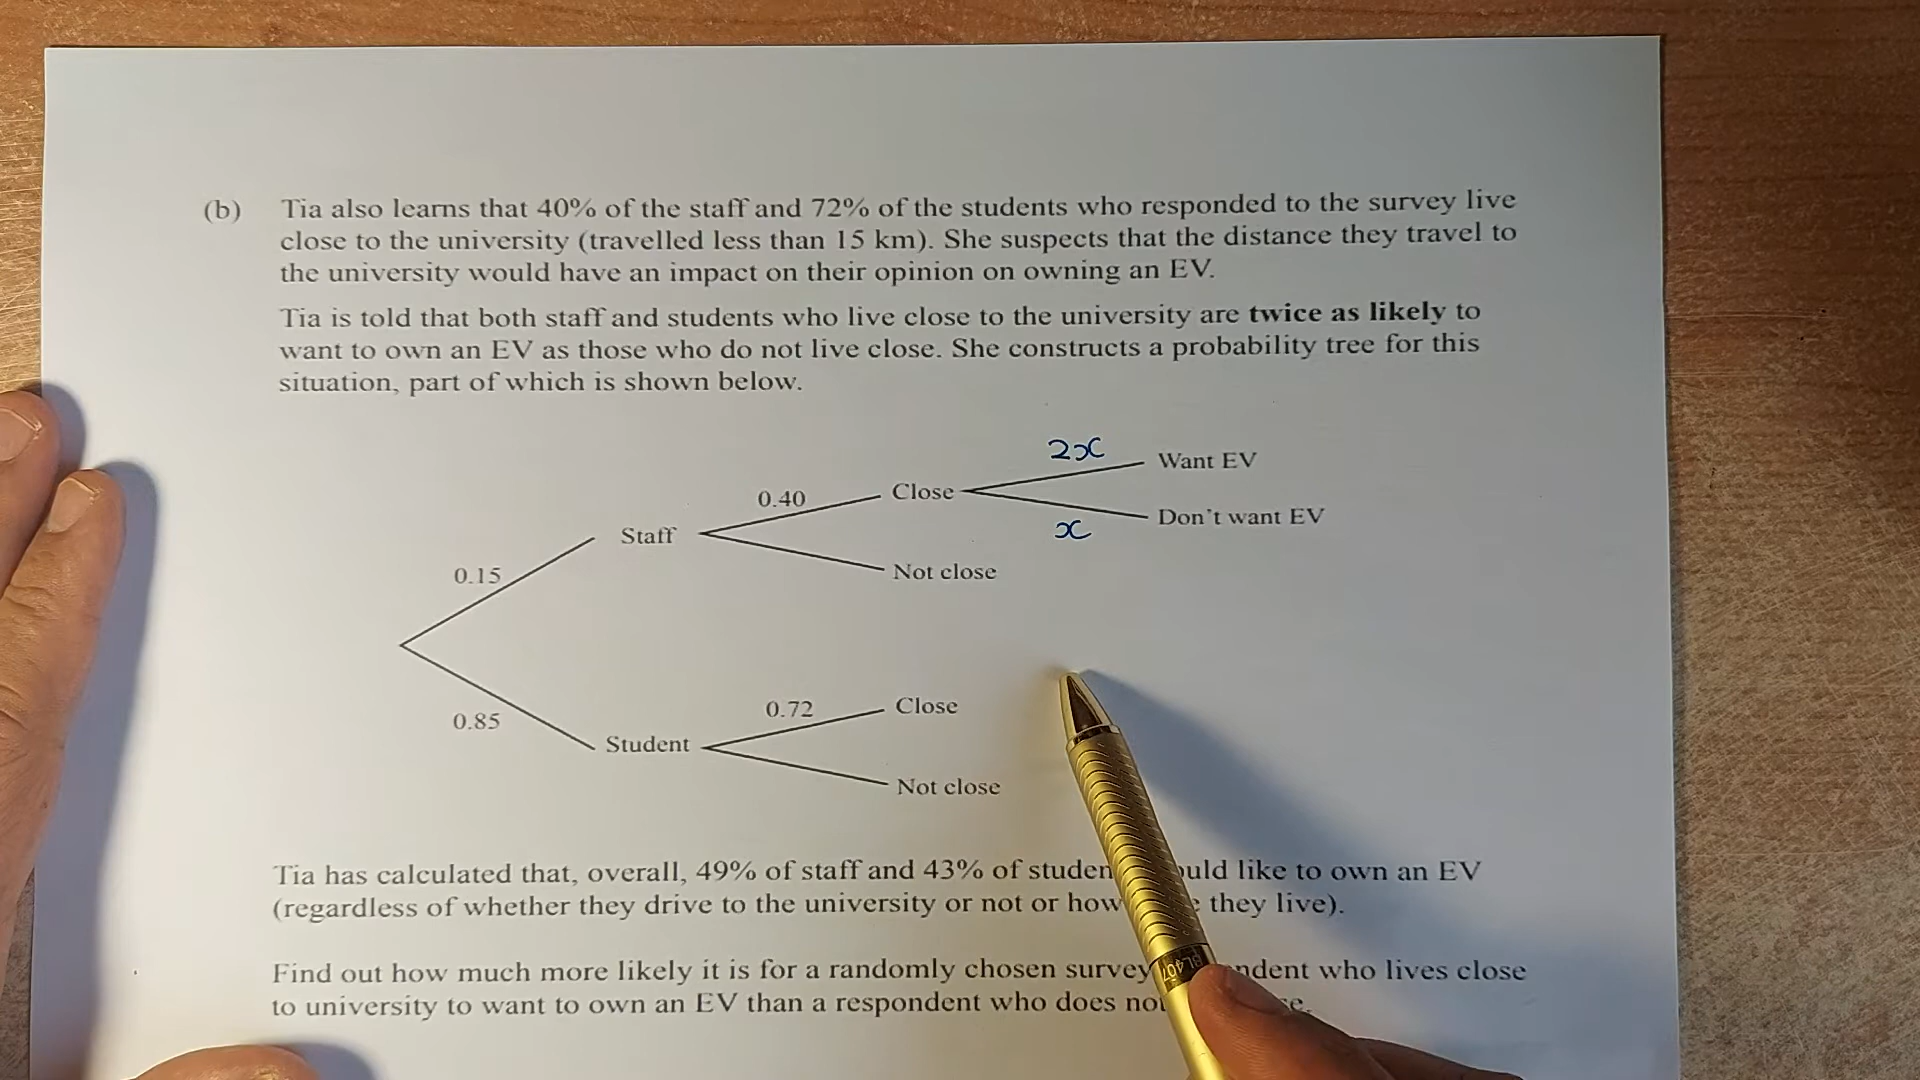 (b) Tia also learns that 40% of the staff and 72% of the students who responded to the survey live
close to the university (travelled less than 15 km). She suspects that the distance they travel to
the university would have an impact on their opinion on owning an EV.
Tia is told that both staff and students who live close to the university are twice as likely to
want to own an EV as those who do not live close. She constructs a probability tree for this
situation, part of which is shown below.
2x
Want EV
0.40
Close
x
Don't want EV
Staff
0.15
Not close
0.72
Close
0.85
Student
Not close
Tia has calculated that, overall, 49% of staff and 43% of studen uld like to own an EV
(regardless of whether they drive to the university or not or how they live).
Find out how much more likely it is for a randomly chosen survey ndent who lives close
to university to want to own an EV than a respondent who does no
BL407